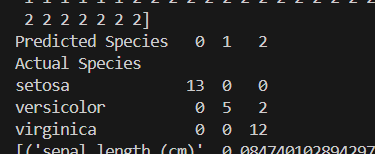 2 2 2 2 2 2 2]
Predicted Species 0 1 2
Actual Species
setosa 13 0 0
versicolor 0 5 2
virginica 0 0 12
[('sepal length (cm)', 0.084740102894297